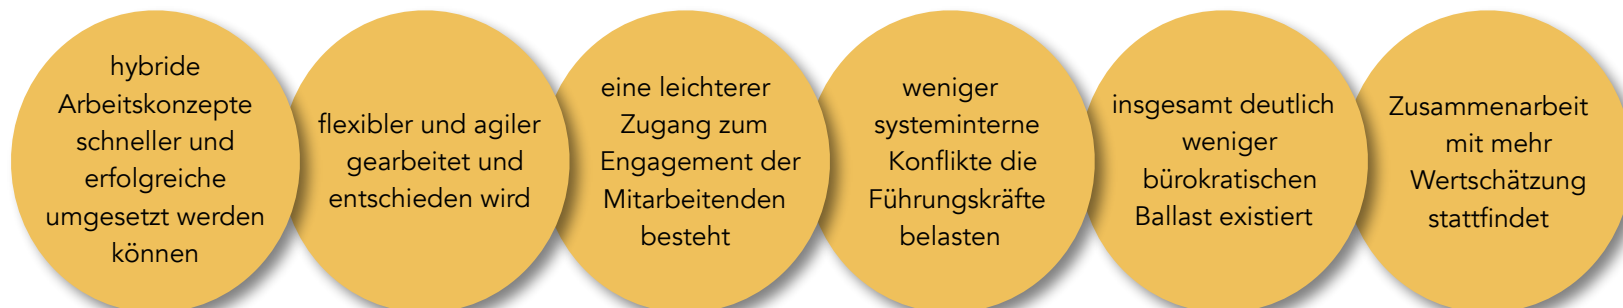 hybride
Arbeitskonzepte
schneller und
erfolgreiche
umgesetzt werden
können
flexibler und agiler
gearbeitet und
entschieden wird
eine leichterer
Zugang zum
Engagement der
Mitarbeitenden
besteht
weniger
systeminterne
Konflikte die
Führungskräfte
belasten
insgesamt deutlich
weniger
bürokratischen
Ballast existiert
Zusammenarbeit
mit mehr
Wertschätzung
stattfindet